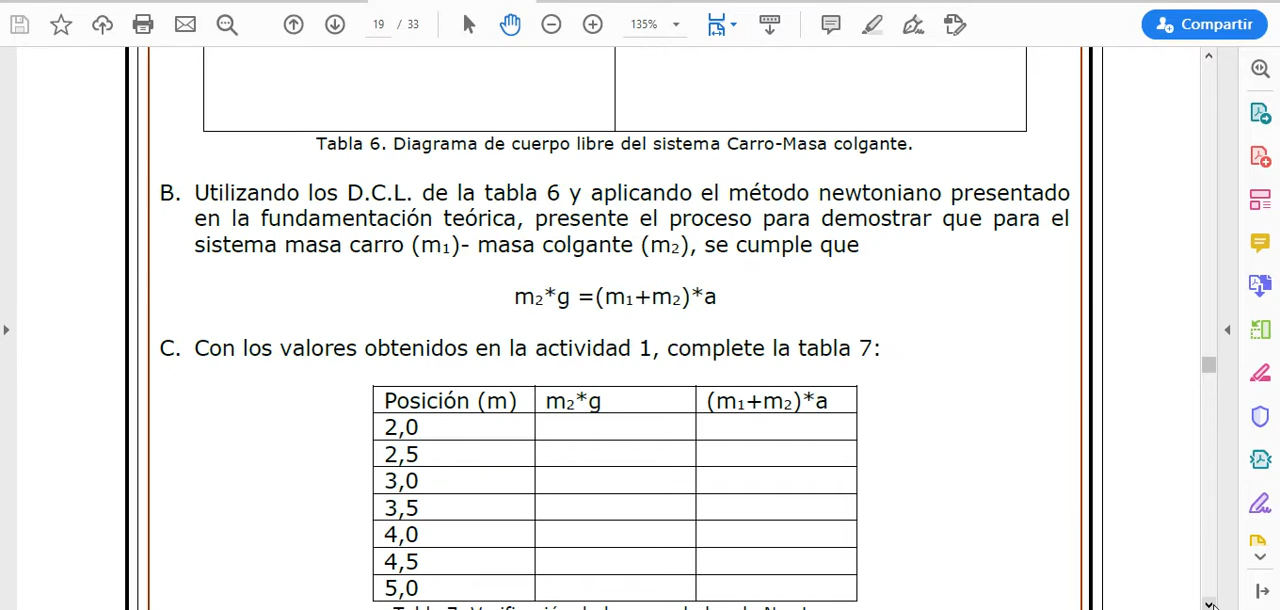 19 / 33
135%
Compartir
Tabla 6. Diagrama de cuerpo libre del sistema Carro-Masa colgante.
B. Utilizando los D.C.L. de la tabla 6 y aplicando el método newtoniano presentado
en la fundamentación teórica, presente el proceso para demostrar que para el
sistema masa carro (m₁)- masa colgante (m₂), se cumple que
m₂*g =(m₁+m₂)*a
C. Con los valores obtenidos en la actividad 1, complete la tabla 7:
Posición (m) m₂*g (m₁+m₂)*a
2,0
2,5
3,0
3,5
4,0
4,5
5,0